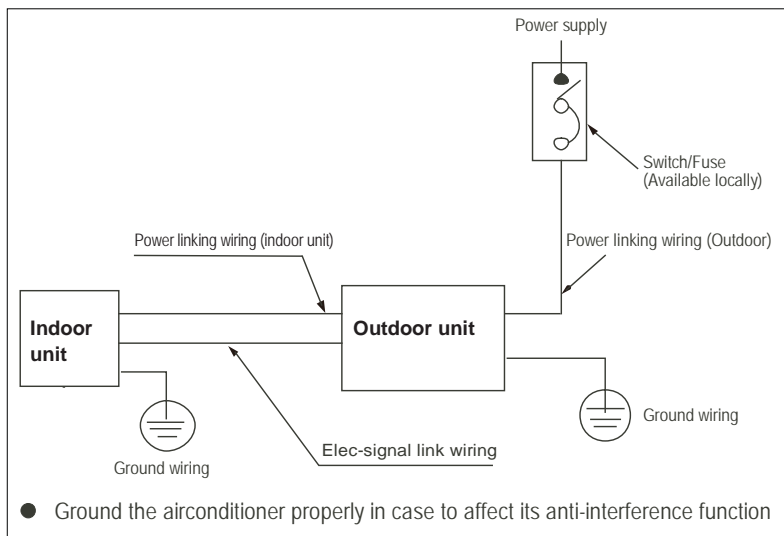 Power supply
Switch/Fuse
(Available locally)
Power linking wiring (indoor unit)
Power linking wiring (Outdoor)
Indoor
unit
Outdoor unit
Ground wiring
Elec-signal link wiring
Ground wiring
● Ground the airconditioner properly in case to affect its anti-interference function